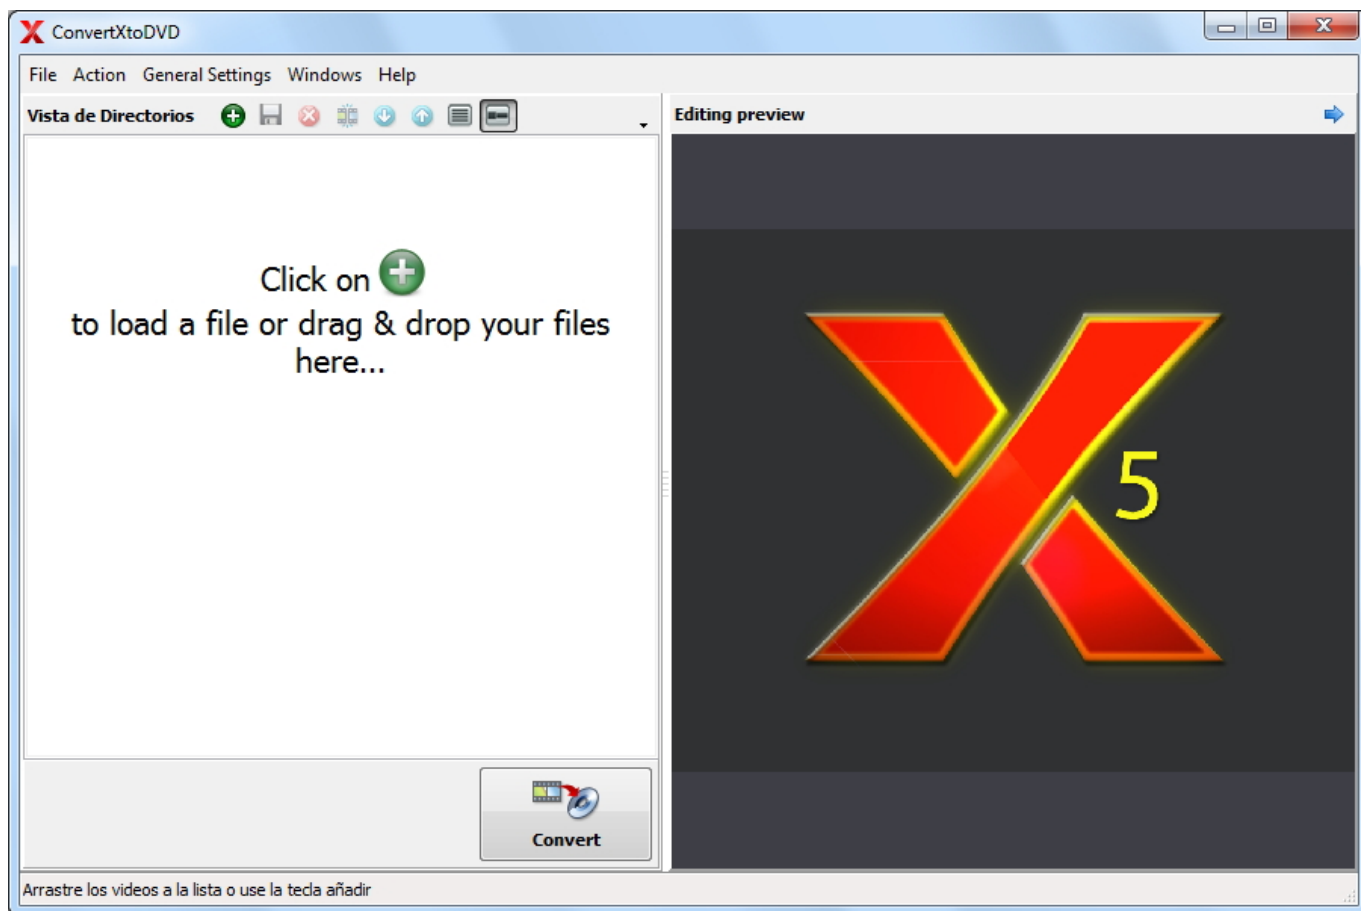 ConvertXtoDVD
File Action General Settings Windows Help
Vista de Directorios
Editing preview
Click on
to load a file or drag & drop your files
here...
5
Convert
Arrastre los videos a la lista o use la tecla añadir